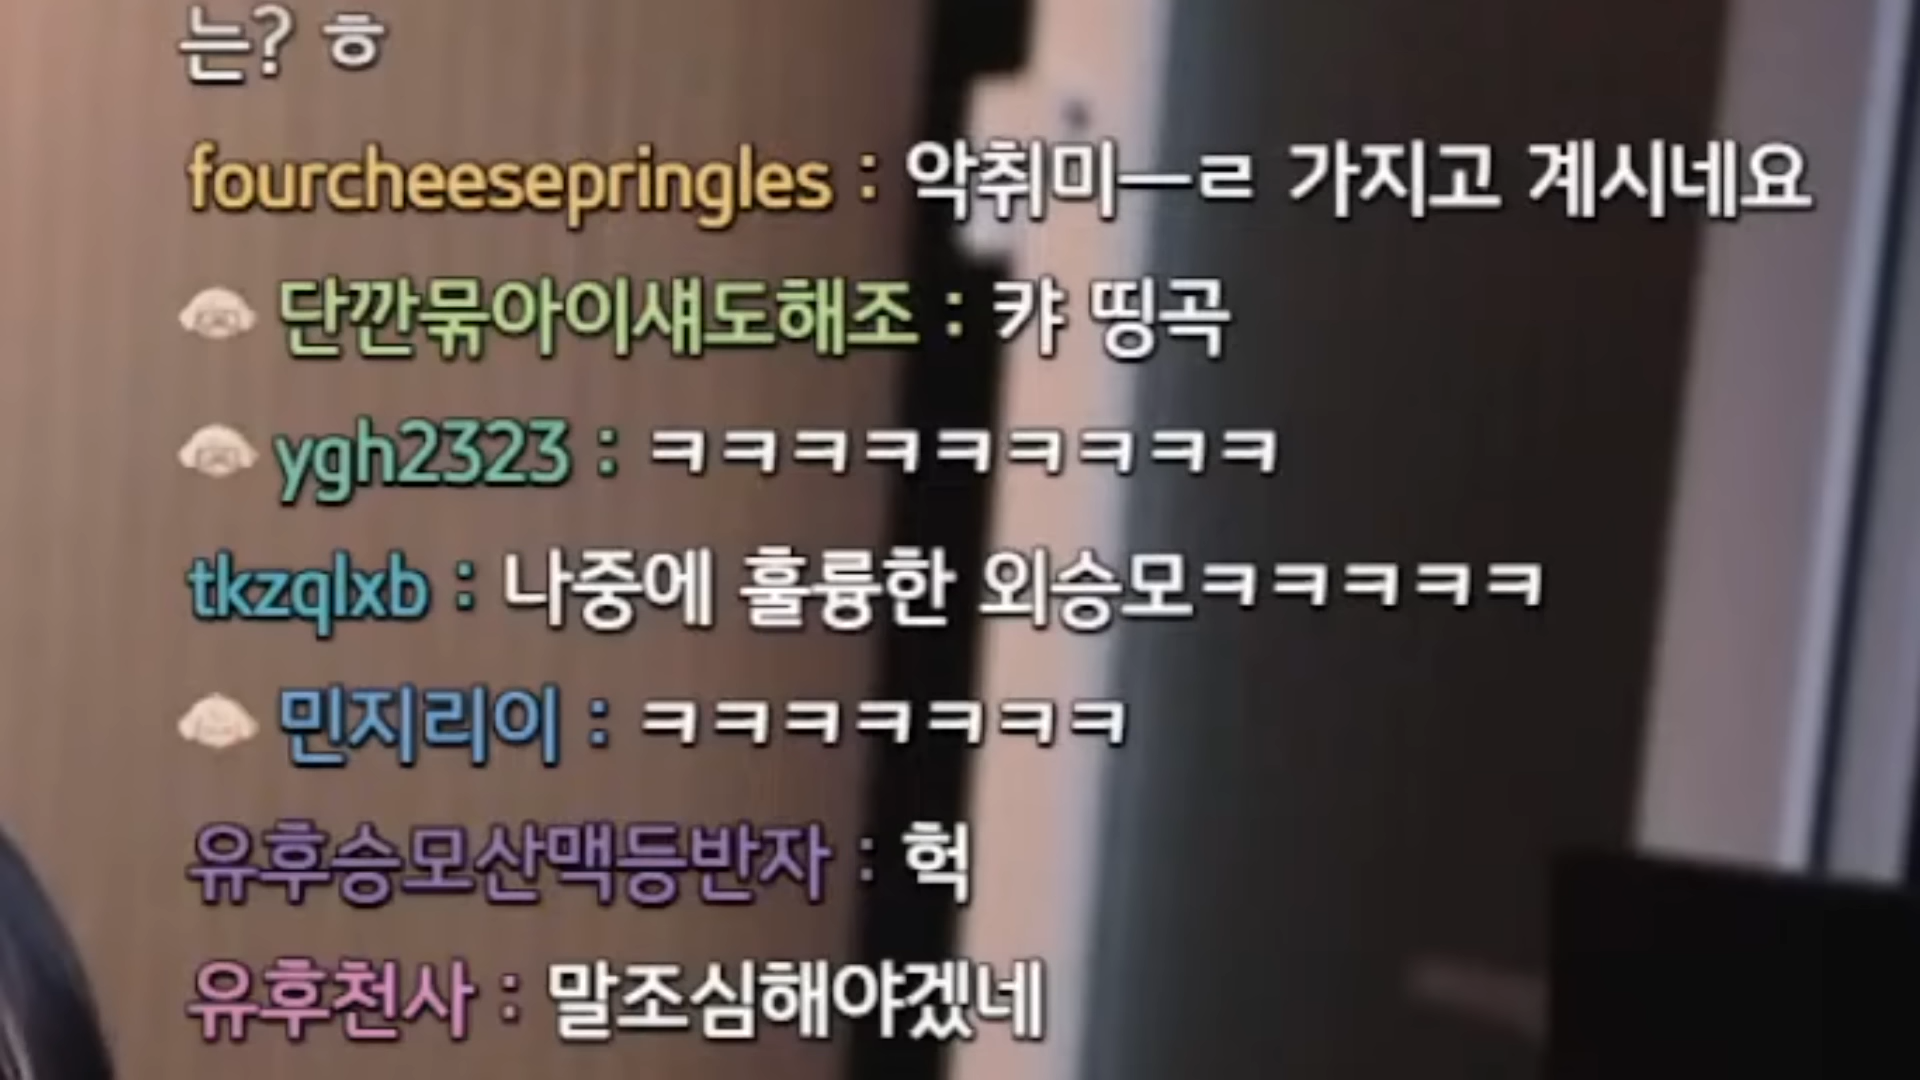 는? ㅎ
fourcheesepringles : 악취미ㅡㄹ 가지고 계시네요
단깐묶아이섀도해조 : 캬 띵곡
ygh2323 : ㅋㅋㅋㅋㅋㅋㅋㅋㅋ
tkzqlxb : 나중에 훌륭한 외승모ㅋㅋㅋㅋㅋ
민지리이 : ㅋㅋㅋㅋㅋㅋㅋ
유후승모산맥등반자 : 헉
유후천사 : 말조심해야겠네